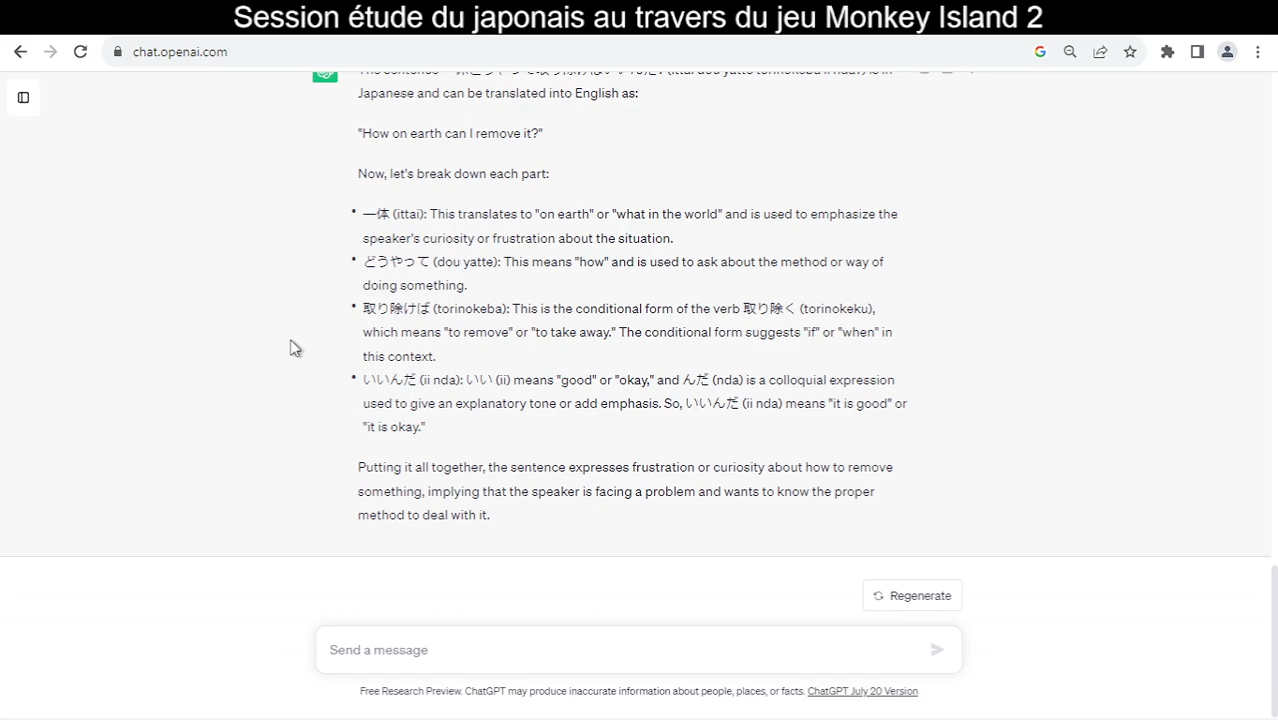 Session étude du japonais au travers du jeu Monkey Island 2
chat.openai.com
Japanese and can be translated into English as:
"How on earth can I remove it?"
Now, let's break down each part:
• 一体 (ittai): This translates to "on earth" or "what in the world" and is used to emphasize the
speaker's curiosity or frustration about the situation.
• どうやって (dou yatte): This means "how" and is used to ask about the method or way of
doing something.
• 取り除けば (torinokeba): This is the conditional form of the verb 取り除く (torinokeku),
which means "to remove" or "to take away." The conditional form suggests "if" or "when" in
this context.
• いいんだ (ii nda): いい (ii) means "good" or "okay," and んだ (nda) is a colloquial expression
used to give an explanatory tone or add emphasis. So, いいんだ (ii nda) means "it is good" or
"it is okay."
Putting it all together, the sentence expresses frustration or curiosity about how to remove
something, implying that the speaker is facing a problem and wants to know the proper
method to deal with it.
Regenerate
Send a message
Free Research Preview. ChatGPT may produce inaccurate information about people, places, or facts. ChatGPT July 20 Version